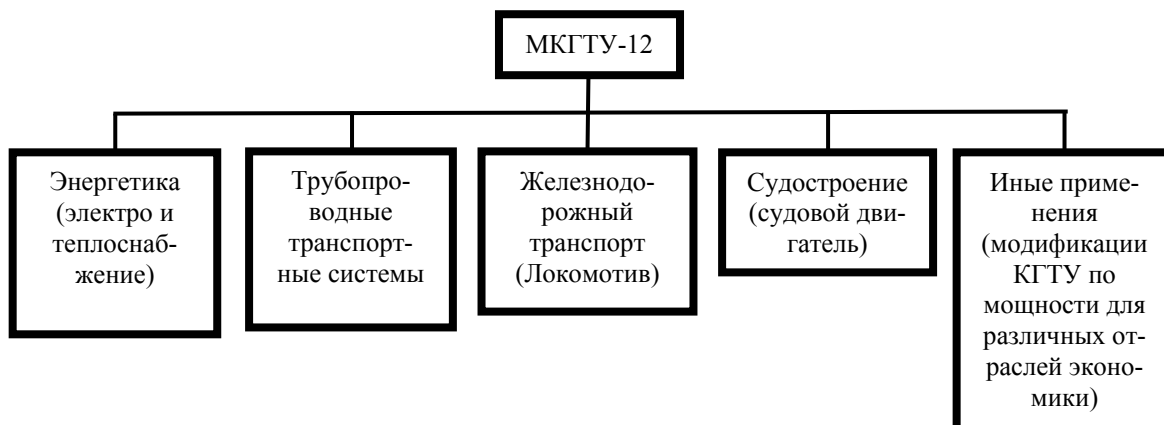 МКГТУ-12
Энергетика
(электро и
теплоснаб-
жение)
Трубопро-
водные
транспорт-
ные системы
Железнодо-
рожный
транспорт
(Локомотив)
Судостроение
(судовой дви-
гатель)
Иные приме-
нения
(модификации
КГТУ по
мощности для
различных от-
раслей эконо-
мики)